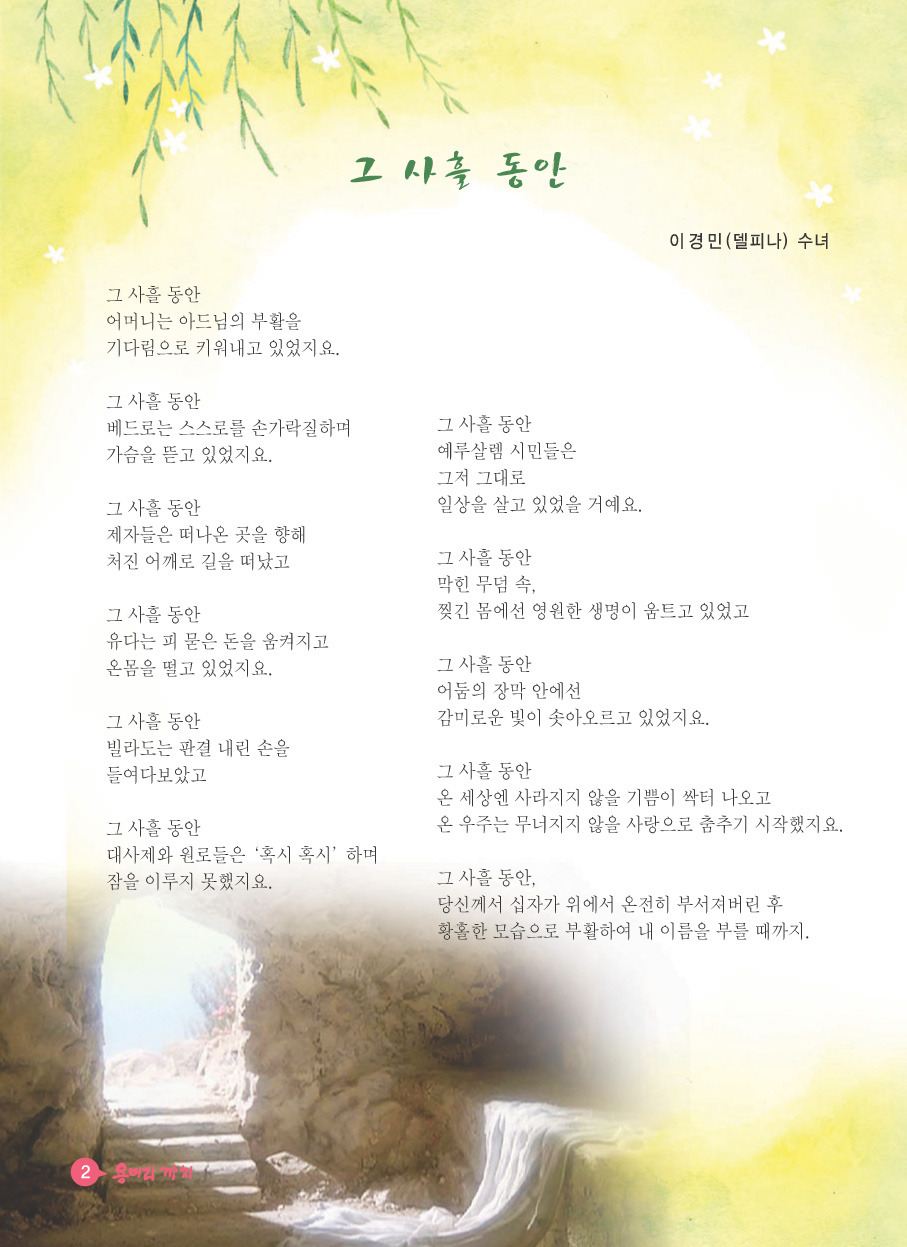 그 사흘 동안
이경민(델피나) 수녀
그 사흘 동안
어머니는 아드님의 부활을
기다림으로 키워내고 있었지요.
그 사흘 동안
베드로는 스스로를 손가락질하며
가슴을 뜯고 있었지요.
그 사흘 동안
제자들은 떠나온 곳을 향해
처진 어깨로 길을 떠났고
그 사흘 동안
유다는 피 묻은 돈을 움켜지고
온몸을 떨고 있었지요.
그 사흘 동안
빌라도는 판결 내린 손을
들여다보았고
그 사흘 동안
대사제와 원로들은 ‘혹시 혹시’ 하며
잠을 이루지 못했지요.
그 사흘 동안
예루살렘 시민들은
그저 그대로
일상을 살고 있었을 거예요.
그 사흘 동안
막힌 무덤 속,
찢긴 몸에선 영원한 생명이 움트고 있었고
그 사흘 동안
어둠의 장막 안에선
감미로운 빛이 솟아오르고 있었지요.
그 사흘 동안
온 세상엔 사라지지 않을 기쁨이 싹터 나오고
온 우주는 무너지지 않을 사랑으로 춤추기 시작했지요.
그 사흘 동안,
당신께서 십자가 위에서 온전히 부서져버린 후
황홀한 모습으로 부활하여 내 이름을 부를 때까지.
2